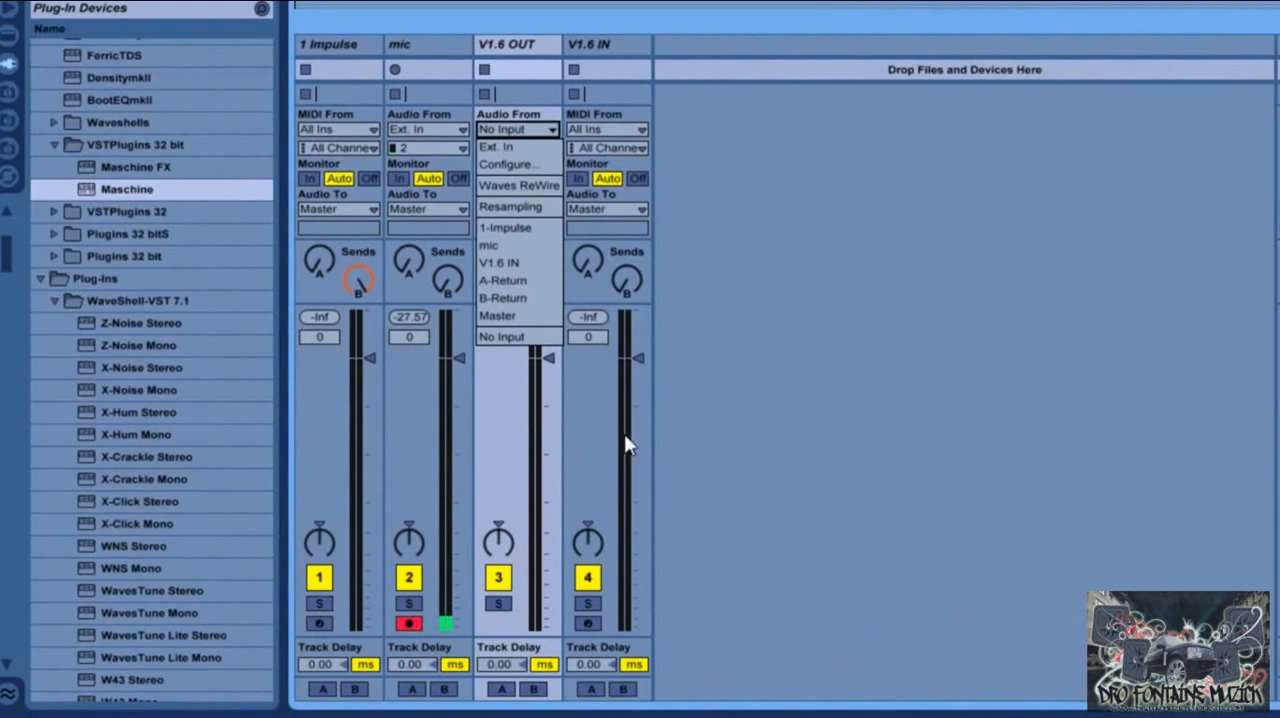 Plug-In Devices
Name
FerricTDS
DensitymkII
BootEQmkII
Waveshells
VSTPlugins 32 bit
Maschine FX
Maschine
VSTPlugins 32
Plugins 32 bitS
Plugins 32 bit
Plug-Ins
WaveShell-VST 7.1
Z-Noise Stereo
Z-Noise Mono
X-Noise Stereo
X-Noise Mono
X-Hum Stereo
X-Hum Mono
X-Crackle Stereo
X-Crackle Mono
X-Click Stereo
X-Click Mono
WNS Stereo
WNS Mono
WavesTune Stereo
WavesTune Mono
WavesTune Lite Stereo
WavesTune Lite Mono
W43 Stereo
W43 Mono
1 Impulse mic V1.6 OUT V1.6 IN
Drop Files and Devices Here
MIDI From Audio From Audio From MIDI From
All Ins Ext. In No Input All Ins
All Channe 2 Ext. In All Channe
Monitor Monitor Configure... Monitor
In Auto Off In Auto Off Waves ReWire In Auto Off
Audio To Audio To Audio To
Master Master Resampling Master
1-Impulse
mic
V1.6 IN
A-Return
B-Return
Master
No Input
Sends Sends
A A A
B B B
-Inf -27.57 -Inf
0 0 0
1 2 3 4
S S S S
Track Delay Track Delay Track Delay Track Delay
0.00 ms 0.00 ms 0.00 ms 0.00 ms
A B A B A B A B
DRO FONTAINS MUZICK